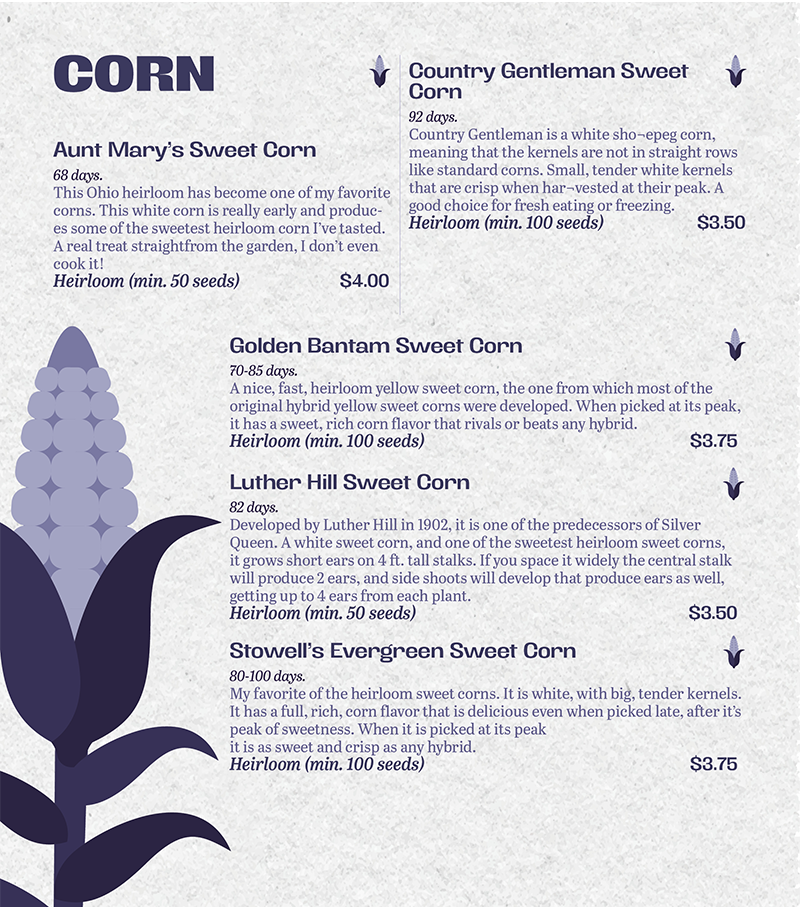 CORN
Aunt Mary's Sweet Corn
68 days.
This Ohio heirloom has become one of my favorite
corns. This white corn is really early and produc-
es some of the sweetest heirloom corn I've tasted.
A real treat straightfrom the garden, I don't even
cook it!
Heirloom (min. 50 seeds) $4.00
Country Gentleman Sweet
Corn
92 days.
Country Gentleman is a white sho¬epeg corn,
meaning that the kernels are not in straight rows
like standard corns. Small, tender white kernels
that are crisp when har¬vested at their peak. A
good choice for fresh eating or freezing.
Heirloom (min. 100 seeds) $3.50
Golden Bantam Sweet Corn
70-85 days.
A nice, fast, heirloom yellow sweet corn, the one from which most of the
original hybrid yellow sweet corns were developed. When picked at its peak,
it has a sweet, rich corn flavor that rivals or beats any hybrid.
Heirloom (min. 100 seeds) $3.75
Luther Hill Sweet Corn
82 days.
Developed by Luther Hill in 1902, it is one of the predecessors of Silver
Queen. A white sweet corn, and one of the sweetest heirloom sweet corns,
it grows short ears on 4 ft. tall stalks. If you space it widely the central stalk
will produce 2 ears, and side shoots will develop that produce ears as well,
getting up to 4 ears from each plant.
Heirloom (min. 50 seeds) $3.50
Stowell's Evergreen Sweet Corn
80-100 days.
My favorite of the heirloom sweet corns. It is white, with big, tender kernels.
It has a full, rich, corn flavor that is delicious even when picked late, after it's
peak of sweetness. When it is picked at its peak
it is as sweet and crisp as any hybrid.
Heirloom (min. 100 seeds) $3.75